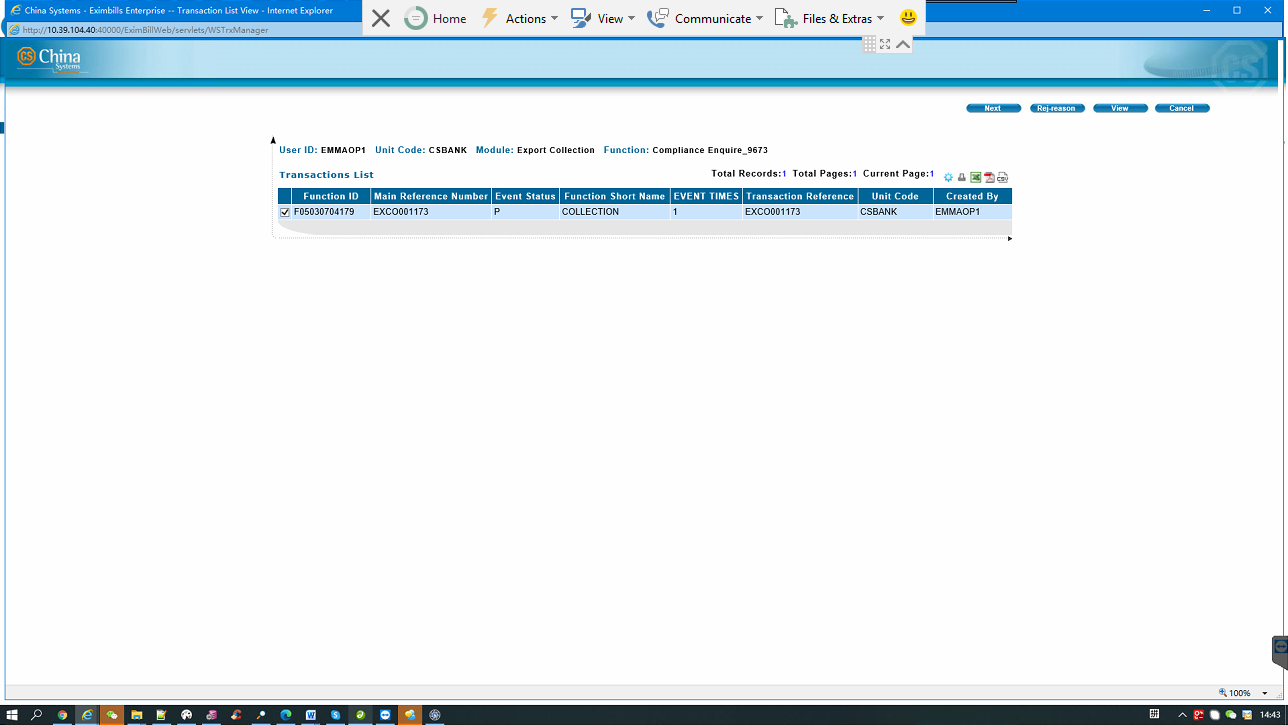 China Systems - Eximbills Enterprise -- Transaction List View - Internet Explorer
Home Actions View Communicate Files & Extras
http://10.39.104.40:40000/EximBillWeb/servlets/WSTrxManager
CS China
Systems
Next Rej-reason View Cancel
User ID: EMMAOP1 Unit Code: CSBANK Module: Export Collection Function: Compliance Enquire_9673
Transactions List Total Records:1 Total Pages:1 Current Page:1
Function ID Main Reference Number Event Status Function Short Name EVENT TIMES Transaction Reference Unit Code Created By
F05030704179 EXCO001173 P COLLECTION 1 EXCO001173 CSBANK EMMAOP1
100%
14:43